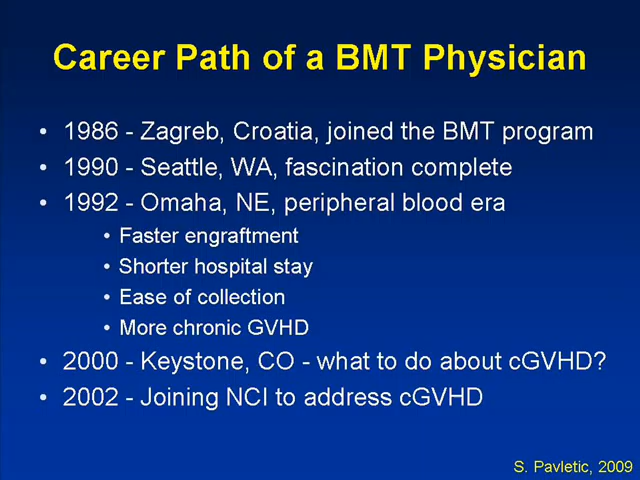 Career Path of a BMT Physician
• 1986 - Zagreb, Croatia, joined the BMT program
• 1990 - Seattle, WA, fascination complete
• 1992 - Omaha, NE, peripheral blood era
• Faster engraftment
• Shorter hospital stay
• Ease of collection
• More chronic GVHD
• 2000 - Keystone, CO - what to do about cGVHD?
• 2002 - Joining NCI to address cGVHD
S. Pavletic, 2009